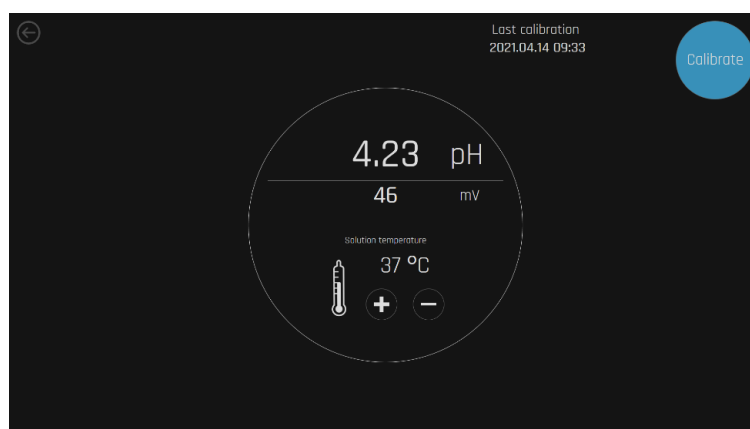 Last calibration
2021.04.14 09:33
Calibrate
4.23 pH
46 mV
Solution temperature
37 °C